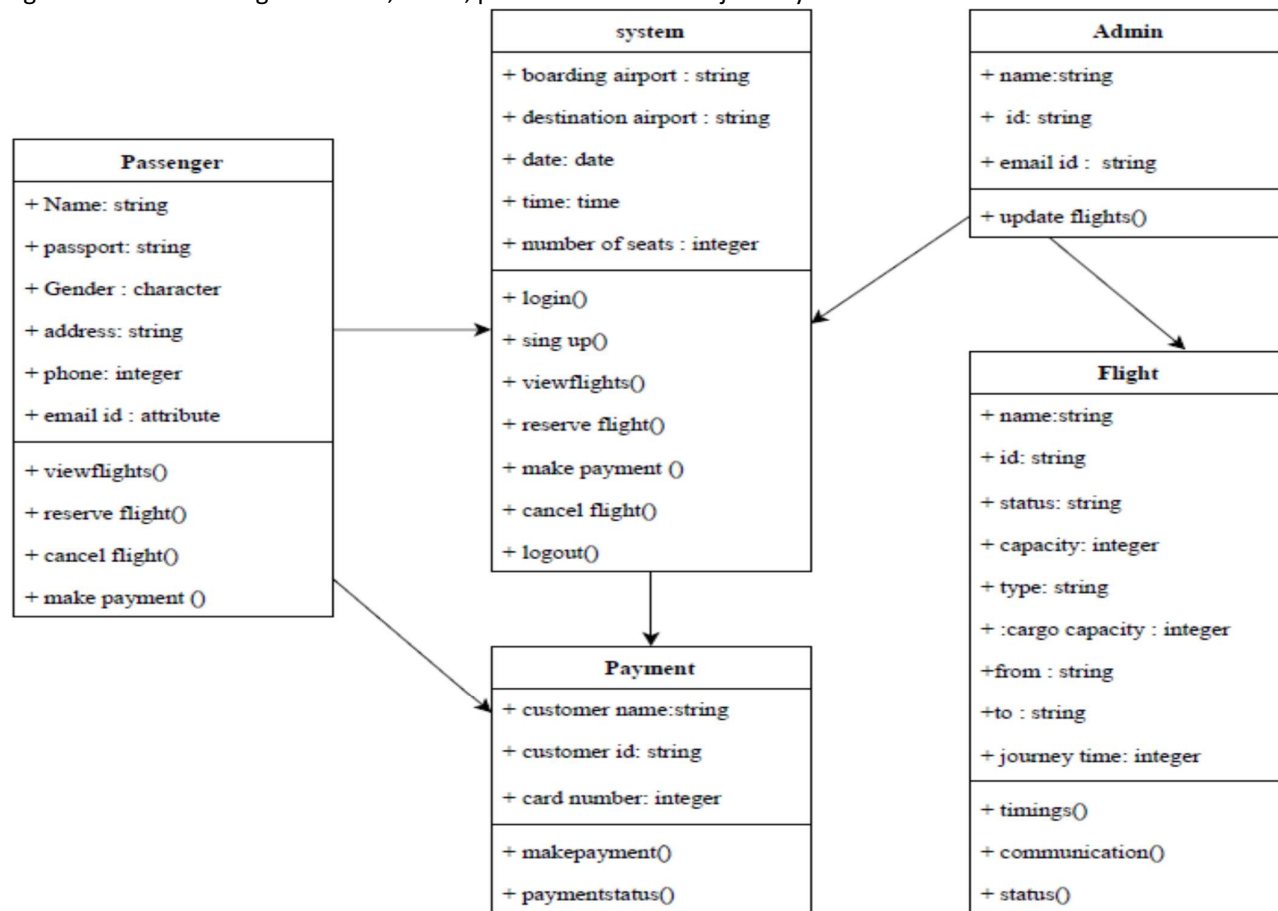 system
+ boarding airport : string
+ destination airport : string
+ date: date
+ time: time
+ number of seats : integer
+ login()
+ sing up()
+ viewflights()
+ reserve flight()
+ make payment ()
+ cancel flight()
+ logout()
Admin
+ name:string
+ id: string
+ email id : string
+ update flights()
Passenger
+ Name: string
+ passport: string
+ Gender : character
+ address: string
+ phone: integer
+ email id : attribute
+ viewflights()
+ reserve flight()
+ cancel flight()
+ make payment ()
Flight
+ name:string
+ id: string
+ status: string
+ capacity: integer
+ type: string
+ :cargo capacity : integer
+from : string
+to : string
+ journey time: integer
+ timings()
+ communication()
+ status()
Payment
+ customer name:string
+ customer id: string
+ card number: integer
+ makepayment()
+ paymentstatus()